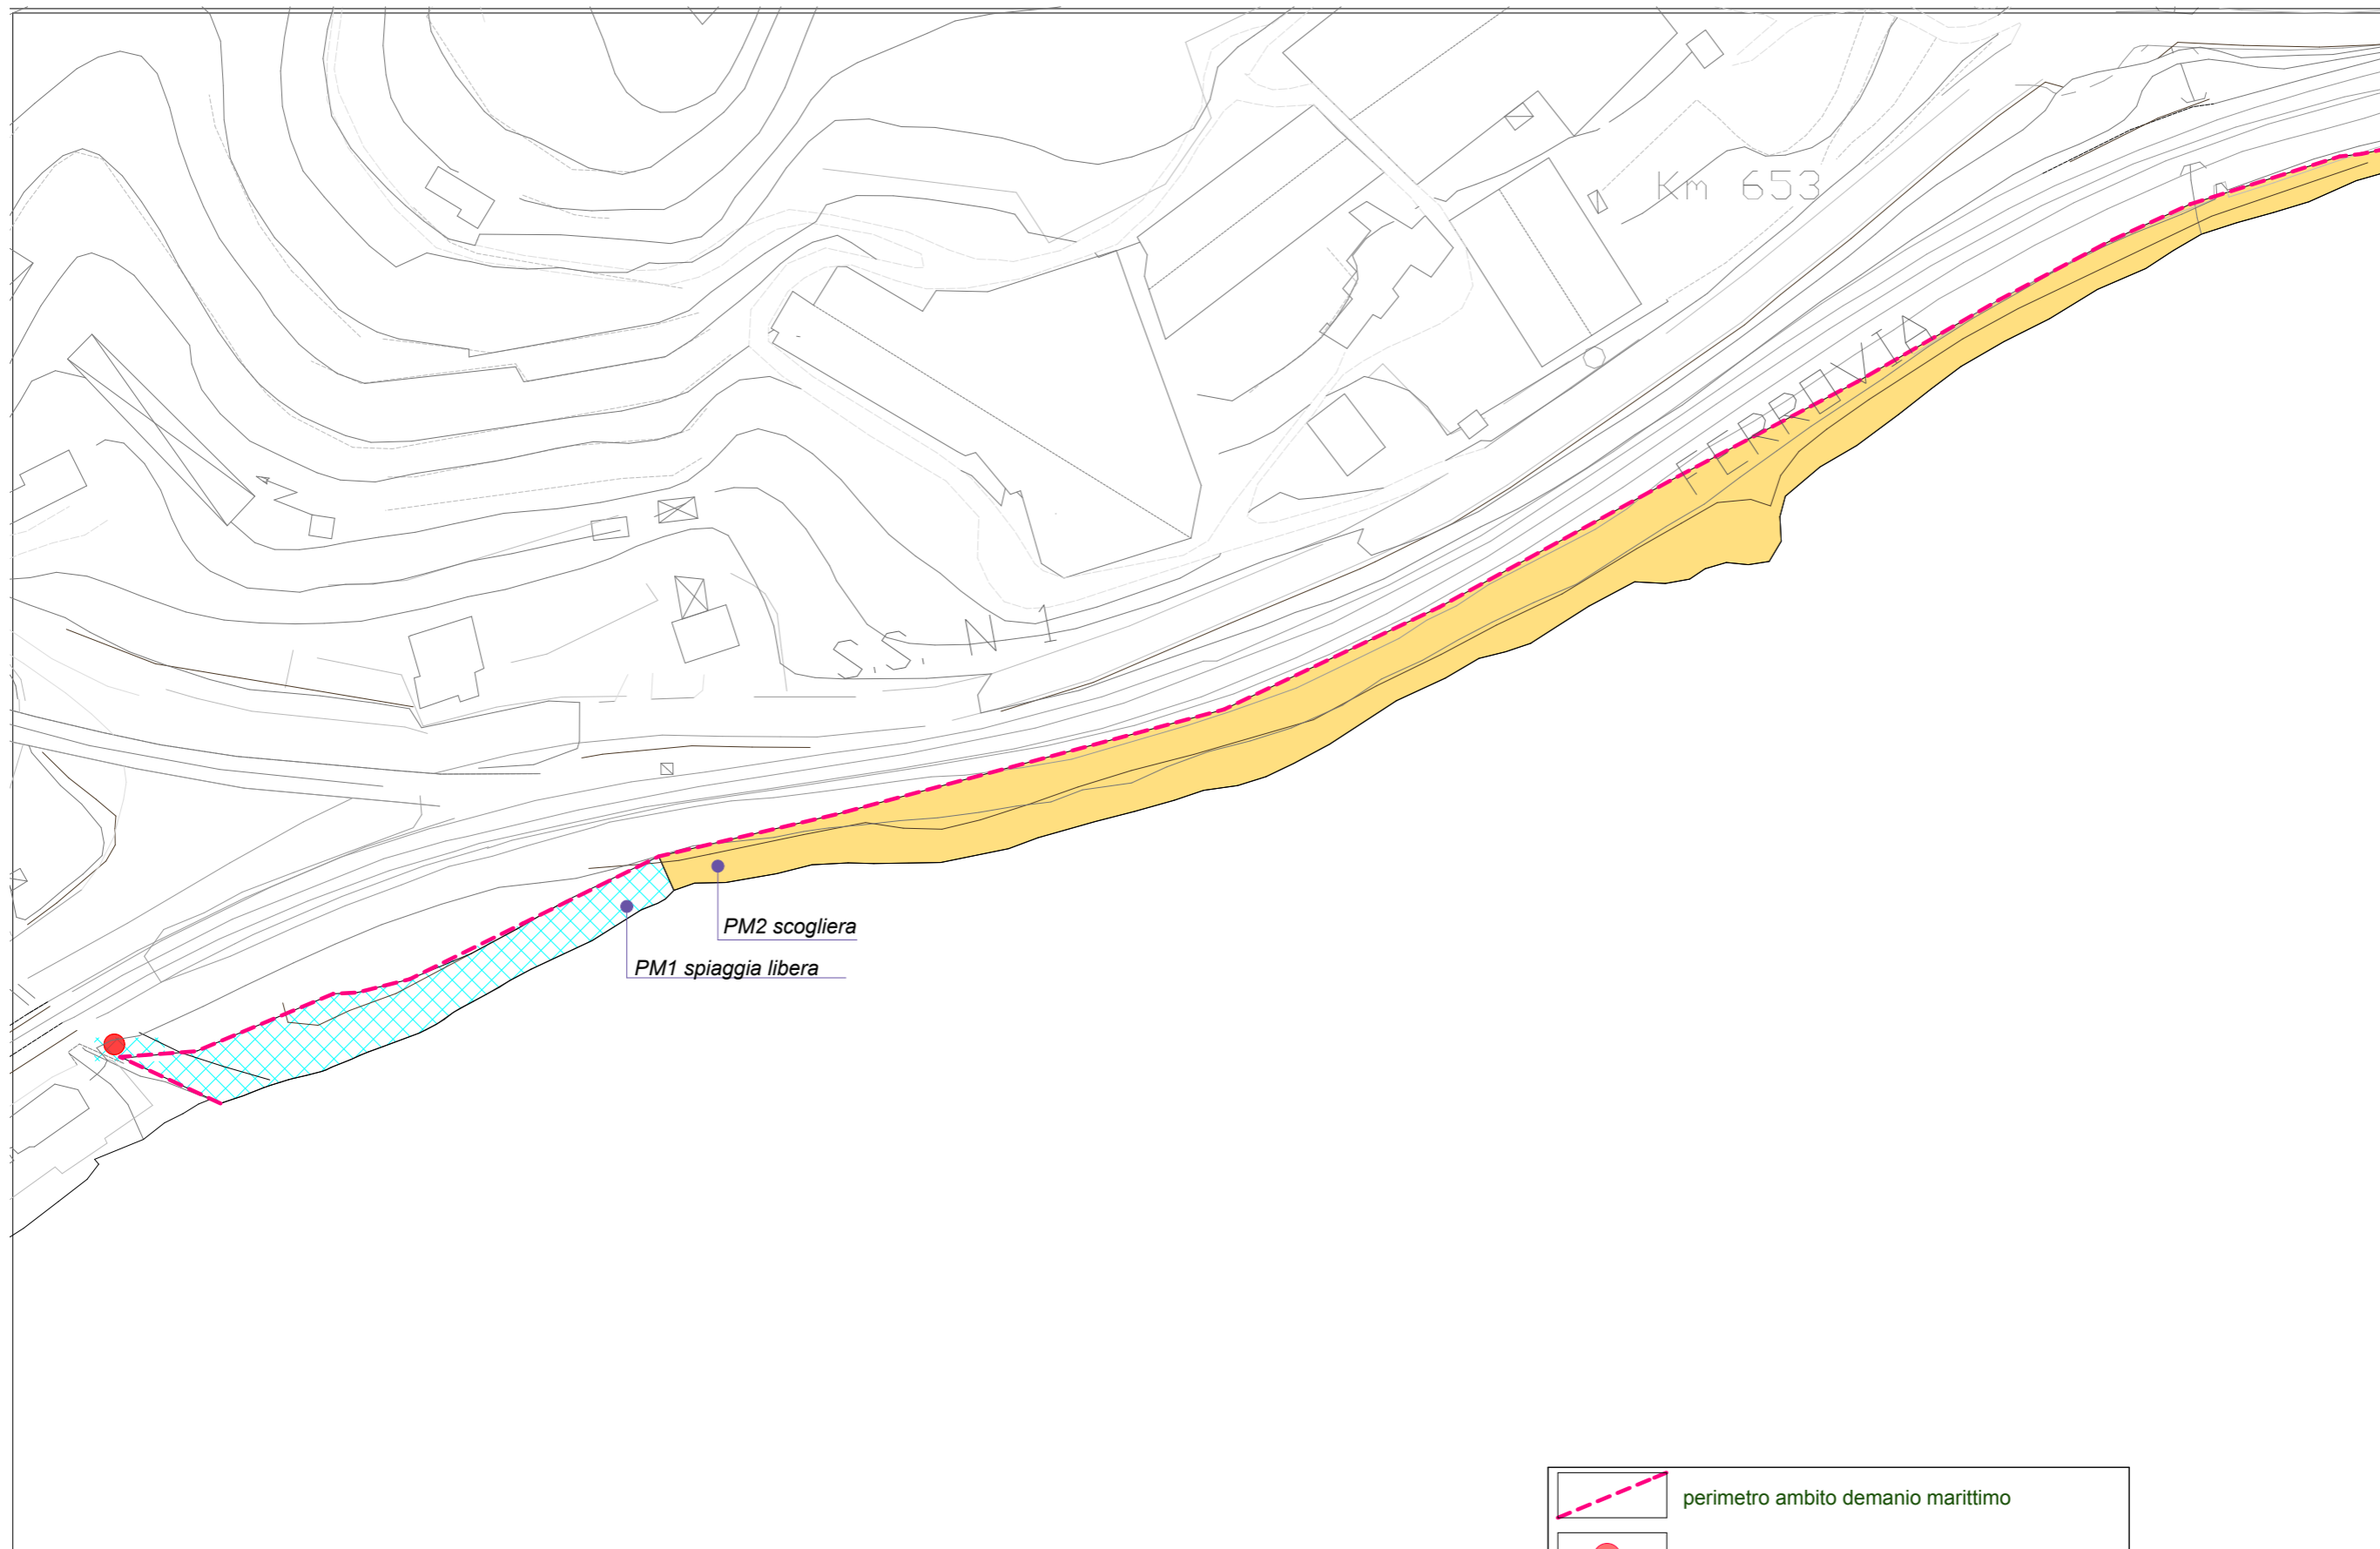 Km 653
FERROVIA
S.S. N 1
PM2 scogliera
PM1 spiaggia libera
perimetro ambito demanio marittimo